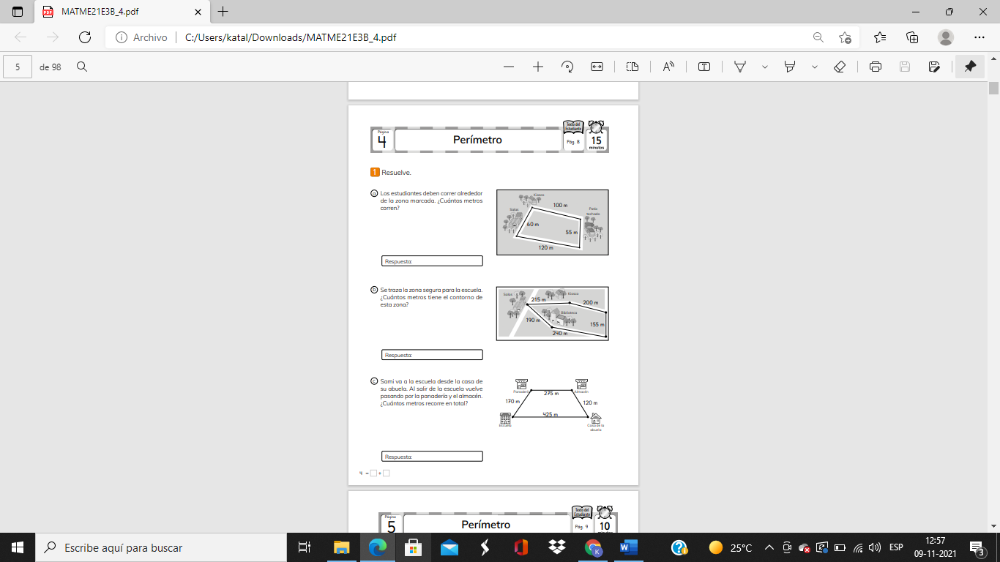 MATME21E3B_4.pdf
Archivo
C:/Users/katal/Downloads/MATME21E3B_4.pdf
5
de 98
Página
4
Perímetro
Texto del
Estudiante
Pág. 8
15
minutos
1 Resuelve.
a Los estudiantes deben correr alrededor
de la zona marcada. ¿Cuántos metros
corren?
Kiosco
100 m
Salas
Patio
techado
60 m
55 m
120 m
Respuesta:
b Se traza la zona segura para la escuela.
¿Cuántos metros tiene el contorno de
esta zona?
Salas
Kiosco
215 m
200 m
Biblioteca
190 m
155 m
240 m
Respuesta:
c Sami va a la escuela desde la casa de
su abuela. Al salir de la escuela vuelve
pasando por la panadería y el almacén.
¿Cuántos metros recorre en total?
Panadería
Almacén
275 m
170 m
120 m
425 m
Escuela
Casa de la
abuela
Respuesta:
4 = +
Página
5
Perímetro
Texto del
Estudiante
Pág. 9
10
minutos
Escribe aquí para buscar
K
25°C
ESP
12:57
09-11-2021
3